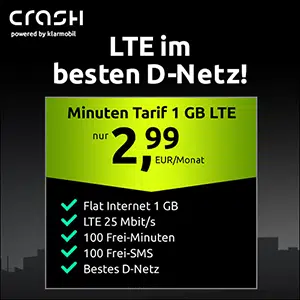 crash
powered by klarmobil
LTE im
besten D-Netz!
Minuten Tarif 1 GB LTE
nur 2,99
EUR/Monat
Flat Internet 1 GB
LTE 25 Mbit/s
100 Frei-Minuten
100 Frei-SMS
Bestes D-Netz